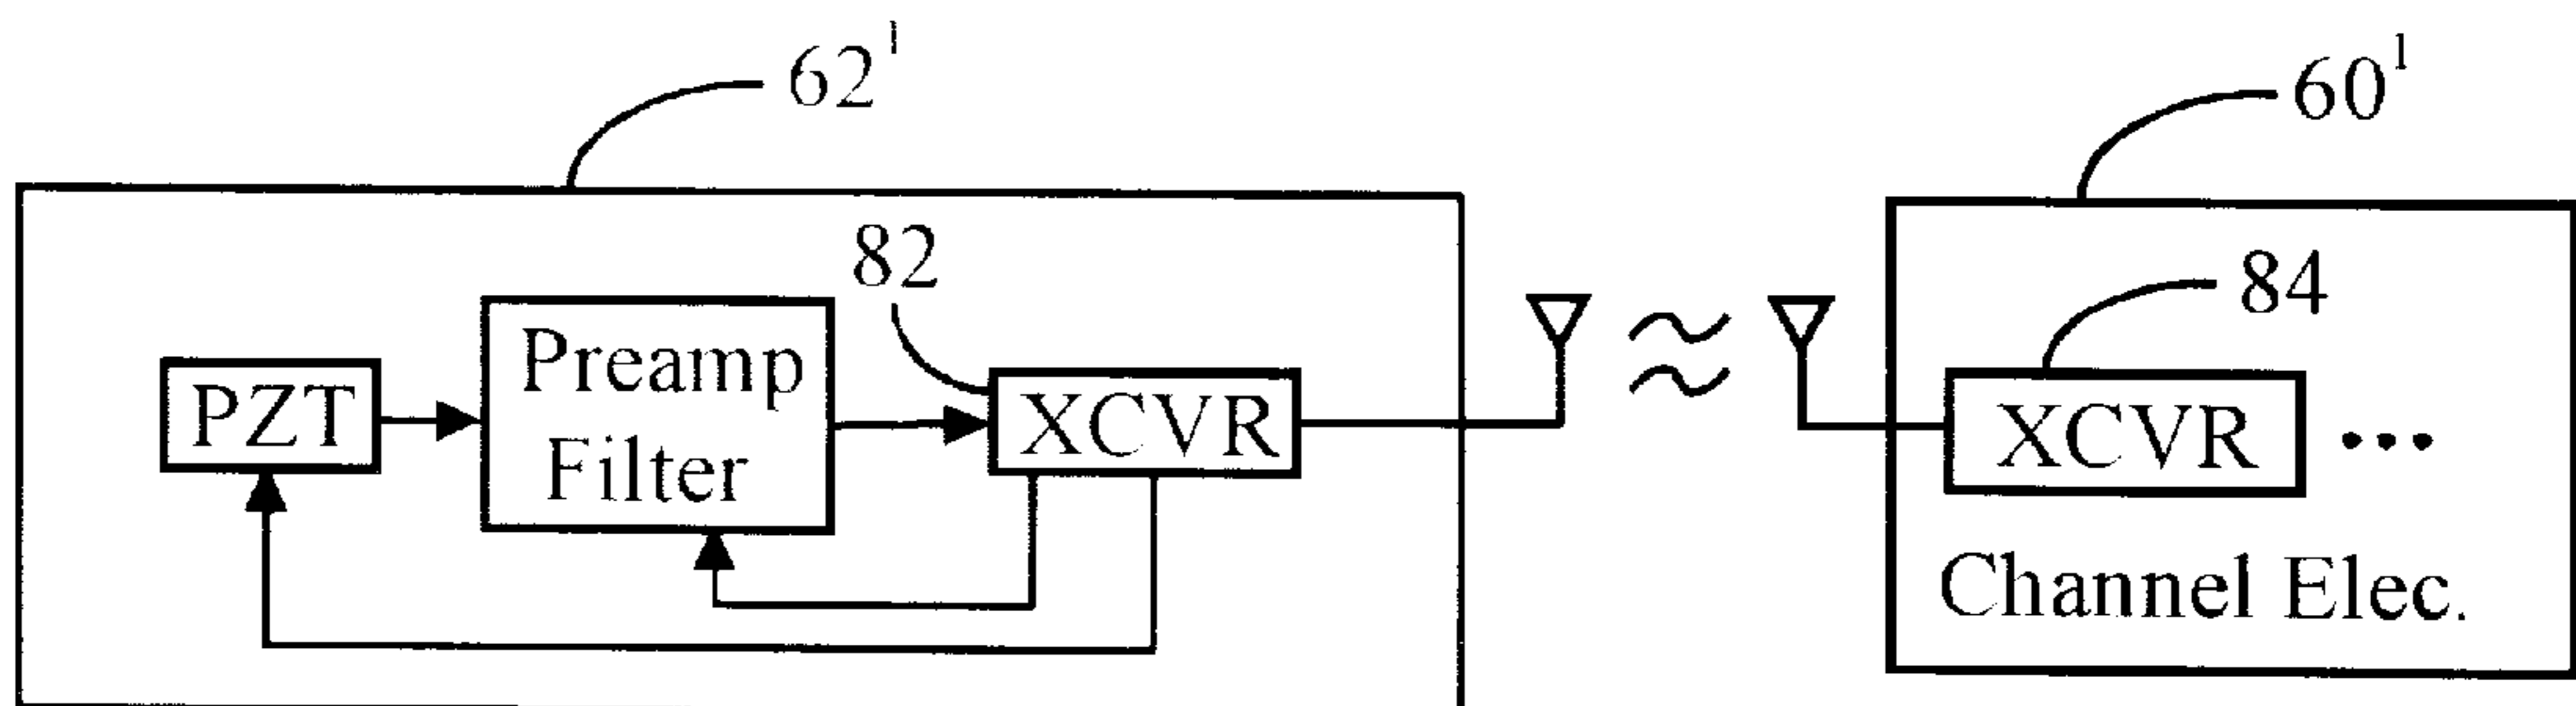 62'
60'
82
84
PZT
Preamp
Filter
XCVR
XCVR
...
Channel Elec.